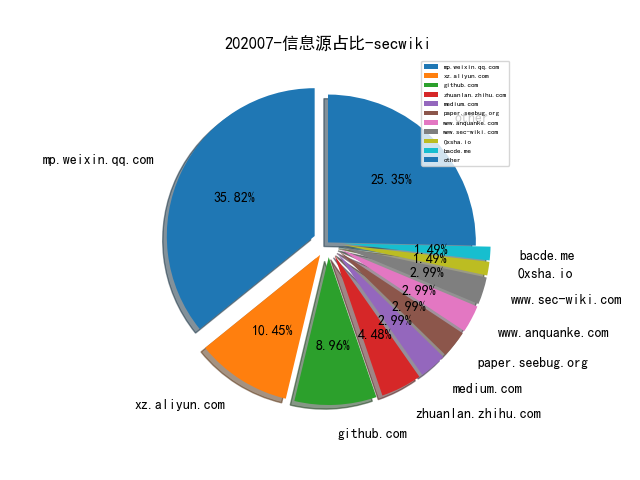 202007-信息源占比-secwiki
mp.weixin.qq.com
xz.aliyun.com
github.com
zhuanlan.zhihu.com
medium.com
paper.seebug.org
www.anquanke.com
www.sec-wiki.com
0xsha.io
bacde.me
other
other
25.35%
mp.weixin.qq.com
35.82%
1.49%
bacde.me
1.49%
0xsha.io
2.99%
www.sec-wiki.com
2.99%
2.99%
www.anquanke.com
2.99%
4.48%
10.45%
8.96%
paper.seebug.org
medium.com
xz.aliyun.com
zhuanlan.zhihu.com
github.com